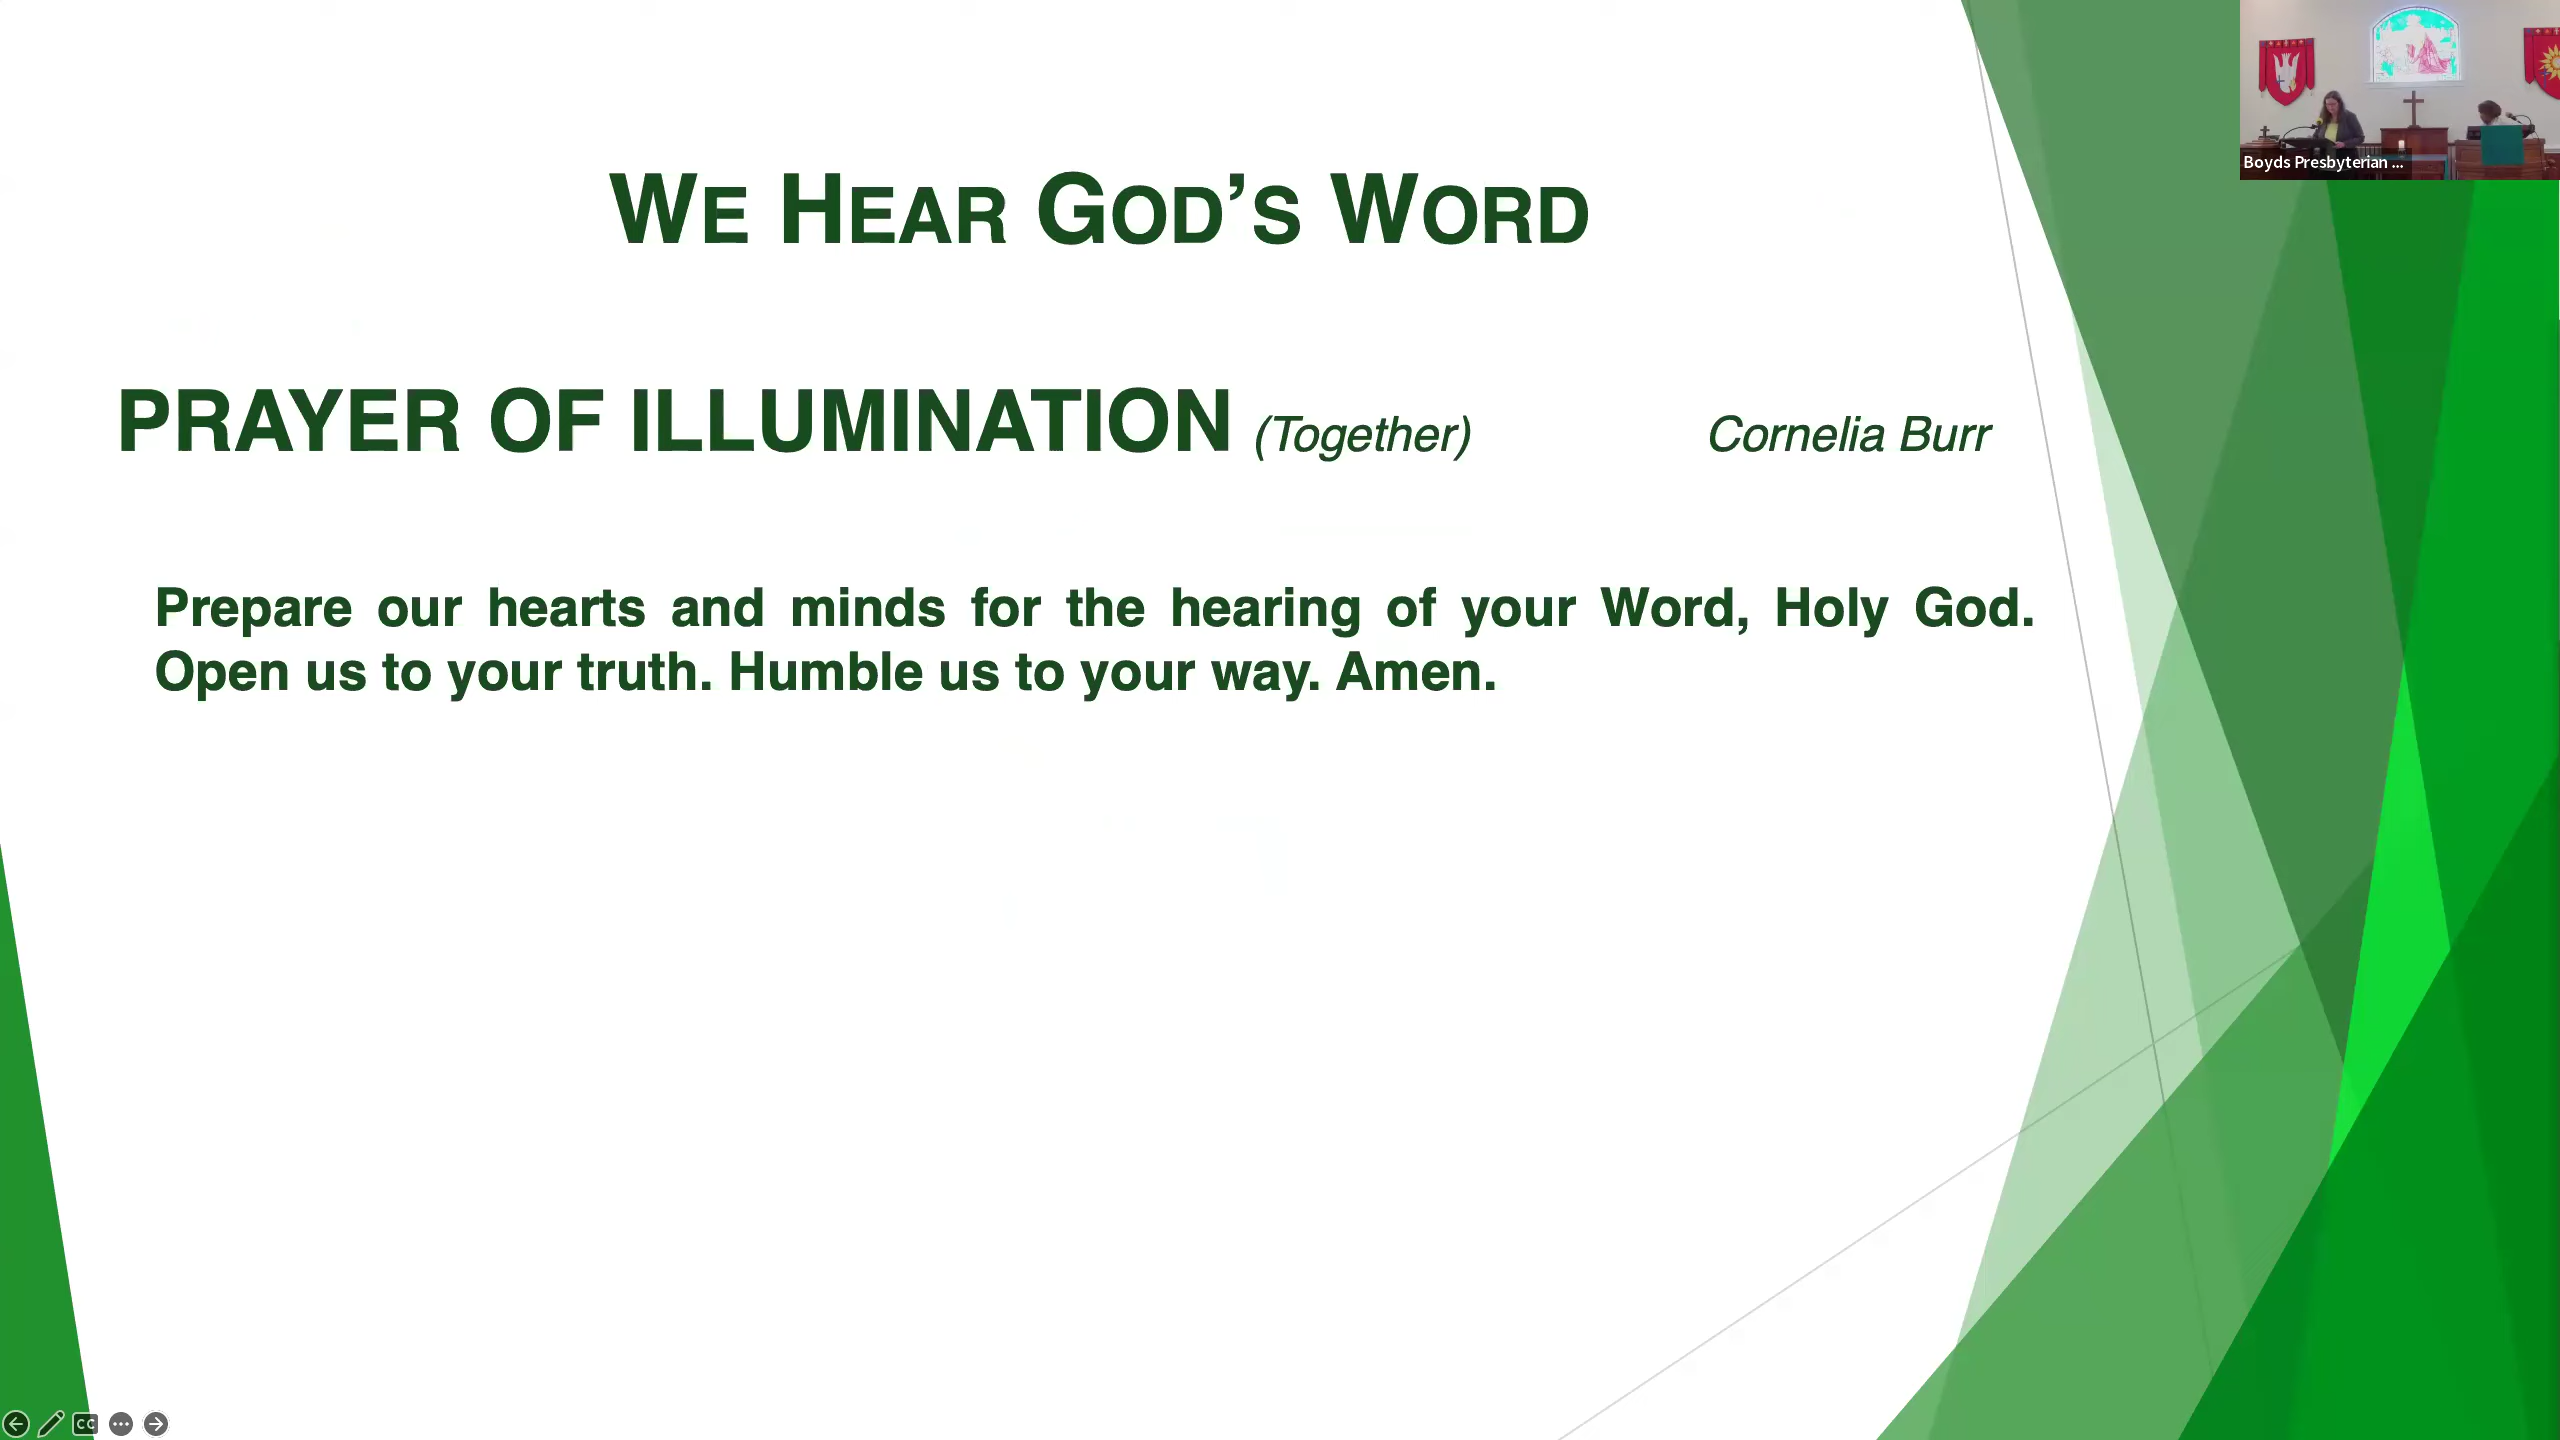 WE HEAR GOD’S WORD
PRAYER OF ILLUMINATION (Together) Cornelia Burr
Prepare our hearts and minds for the hearing of your Word, Holy God.
Open us to your truth. Humble us to your way. Amen.
Boyds Presbyterian ...
CC